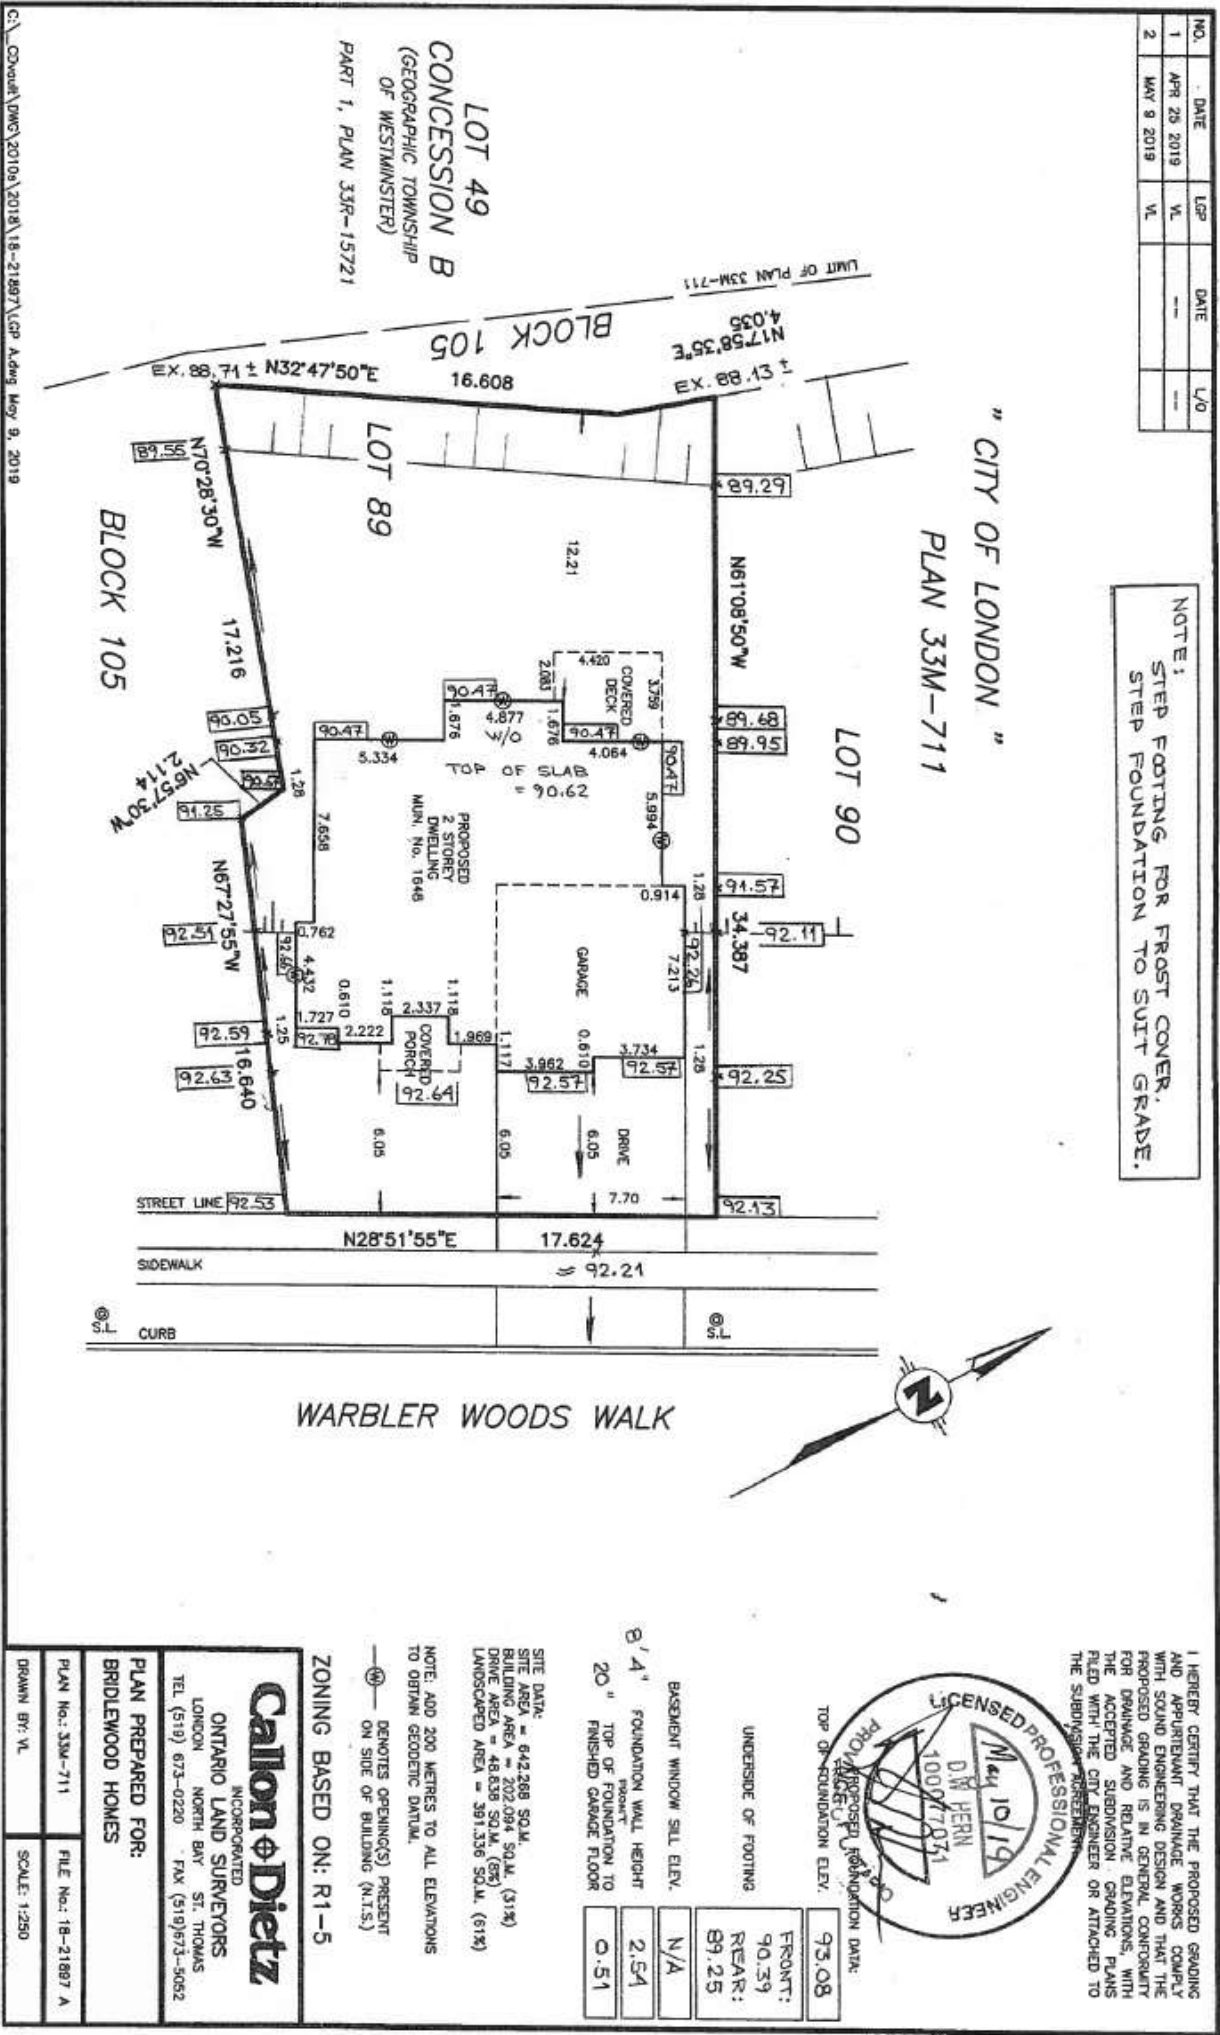 NO. DATE LGP DATE L/O
1 APR 25 2019 VL --- ---
2 MAY 9 2019 VL
NOTE:
STEP FOOTING FOR FROST COVER.
STEP FOUNDATION TO SUIT GRADE.
" CITY OF LONDON "
PLAN 33M-711
LOT 90
LOT 49
CONCESSION B
(GEOGRAPHIC TOWNSHIP
OF WESTMINSTER)
PART 1, PLAN 33R-15721
LIMIT OF PLAN 33M-711
BLOCK 105
N17°58'35"E
4.035
EX. 88.13 ±
EX. 88.71 ±
N32°47'50"E
16.608
LOT 89
89.55
89.29
N70°28'30"W
17.216
12.21
N61°08'50"W
34.387
BLOCK 105
90.05
90.32
90.57
91.25
N6°57'30"W
2.114
1.28
89.68
89.95
91.57
92.11
COVERED
DECK
4.420
3.759
2.083
90.47
4.877
W/O
1.676
1.676
90.47
4.064
90.47
90.47
5.334
W
W
W
TOP OF SLAB
= 90.62
5.994
7.658
PROPOSED
2 STOREY
DWELLING
MUN. No. 1648
0.914
1.28
92.26
7.213
GARAGE
N67°27'55"W
16.640
92.51
0.762
92.66
W
4.432
0.610
1.727
92.78
2.222
1.118
2.337
1.118
COVERED
PORCH
1.969
92.64
1.117
3.962
92.57
0.610
3.734
92.57
1.28
92.25
92.59
1.25
92.63
6.05
6.05
6.05
DRIVE
7.70
STREET LINE
92.53
92.13
N28°51'55"E
17.624
92.21
SIDEWALK
S.L.
CURB
S.L.
WARBLER WOODS WALK
N
I HEREBY CERTIFY THAT THE PROPOSED GRADING
AND APPURTENANT DRAINAGE WORKS COMPLY
WITH SOUND ENGINEERING DESIGN AND THAT THE
PROPOSED GRADING IS IN GENERAL CONFORMITY
FOR DRAINAGE AND RELATIVE ELEVATIONS, WITH
THE ACCEPTED SUBDIVISION GRADING PLANS
FILED WITH THE CITY ENGINEER OR ATTACHED TO
THE SUBDIVISION AGREEMENT.
LICENSED PROFESSIONAL ENGINEER
May 10/19
D.W. HERN
100077031
PROVINCE OF ONTARIO
PROPOSED FOUNDATION DATA:
TOP OF FOUNDATION ELEV. 93.08
UNDERSIDE OF FOOTING
FRONT:
90.39
REAR:
89.25
BASEMENT WINDOW SILL ELEV. N/A
8'4" FOUNDATION WALL HEIGHT 2.54
FRONT
20" TOP OF FOUNDATION TO
FINISHED GARAGE FLOOR 0.51
SITE DATA:
SITE AREA = 642.268 SQ.M.
BUILDING AREA = 202.094 SQ.M. (31%)
DRIVE AREA = 48.838 SQ.M. (8%)
LANDSCAPED AREA = 391.336 SQ.M. (61%)
NOTE: ADD 200 METRES TO ALL ELEVATIONS
TO OBTAIN GEODETIC DATUM.
W DENOTES OPENING(S) PRESENT
ON SIDE OF BUILDING (N.T.S.)
ZONING BASED ON: R1-5
Callon Dietz
INCORPORATED
ONTARIO LAND SURVEYORS
LONDON NORTH BAY ST. THOMAS
TEL (519) 673-0220 FAX (519)673-5052
PLAN PREPARED FOR:
BRIDLEWOOD HOMES
PLAN No.: 33M-711 FILE No.: 18-21897 A
DRAWN BY: VL SCALE: 1:250
C:\_CDvault\DWG\2010s\2018\18-21897\LGP A.dwg May 9, 2019